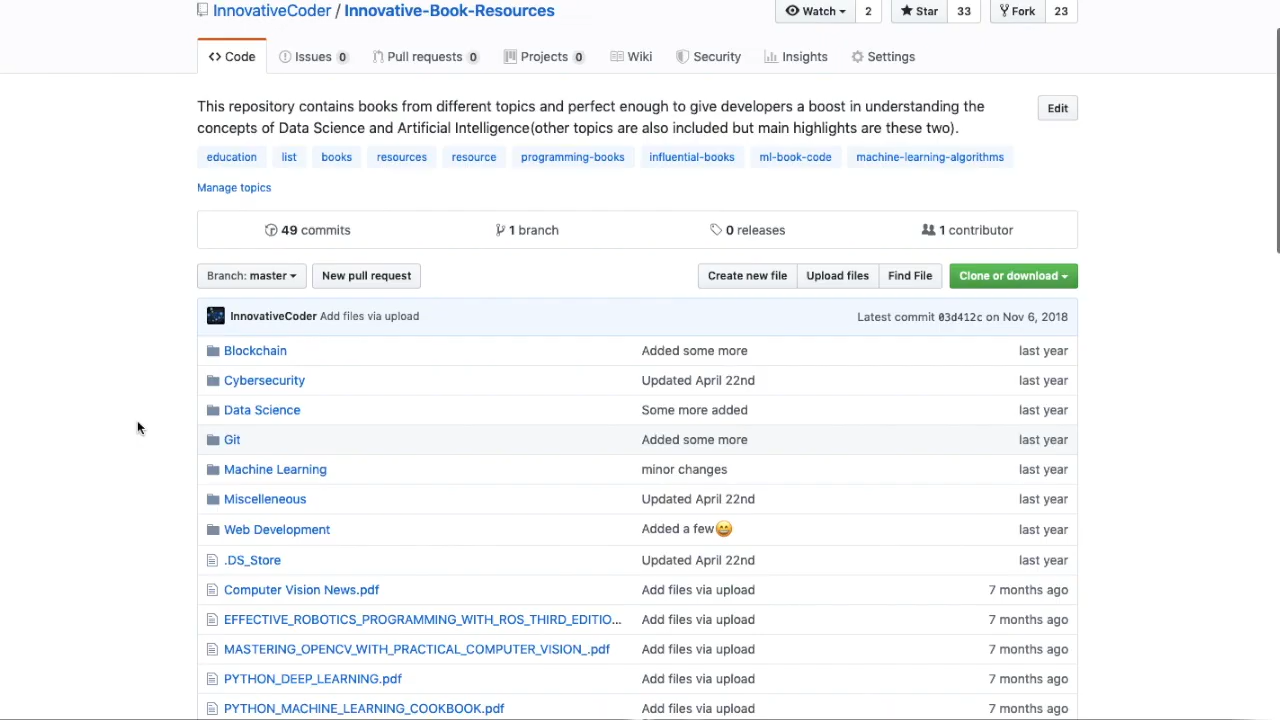 InnovativeCoder / Innovative-Book-Resources
Watch 2 Star 33 Fork 23
Code Issues 0 Pull requests 0 Projects 0 Wiki Security Insights Settings
This repository contains books from different topics and perfect enough to give developers a boost in understanding the
concepts of Data Science and Artificial Intelligence(other topics are also included but main highlights are these two).
Edit
education list books resources resource programming-books influential-books ml-book-code machine-learning-algorithms
Manage topics
49 commits 1 branch 0 releases 1 contributor
Branch: master New pull request Create new file Upload files Find File Clone or download
InnovativeCoder Add files via upload Latest commit 03d412c on Nov 6, 2018
Blockchain Added some more last year
Cybersecurity Updated April 22nd last year
Data Science Some more added last year
Git Added some more last year
Machine Learning minor changes last year
Miscelleneous Updated April 22nd last year
Web Development Added a few😄 last year
.DS_Store Updated April 22nd last year
Computer Vision News.pdf Add files via upload 7 months ago
EFFECTIVE_ROBOTICS_PROGRAMMING_WITH_ROS_THIRD_EDITIO... Add files via upload 7 months ago
MASTERING_OPENCV_WITH_PRACTICAL_COMPUTER_VISION_.pdf Add files via upload 7 months ago
PYTHON_DEEP_LEARNING.pdf Add files via upload 7 months ago
PYTHON_MACHINE_LEARNING_COOKBOOK.pdf Add files via upload 7 months ago